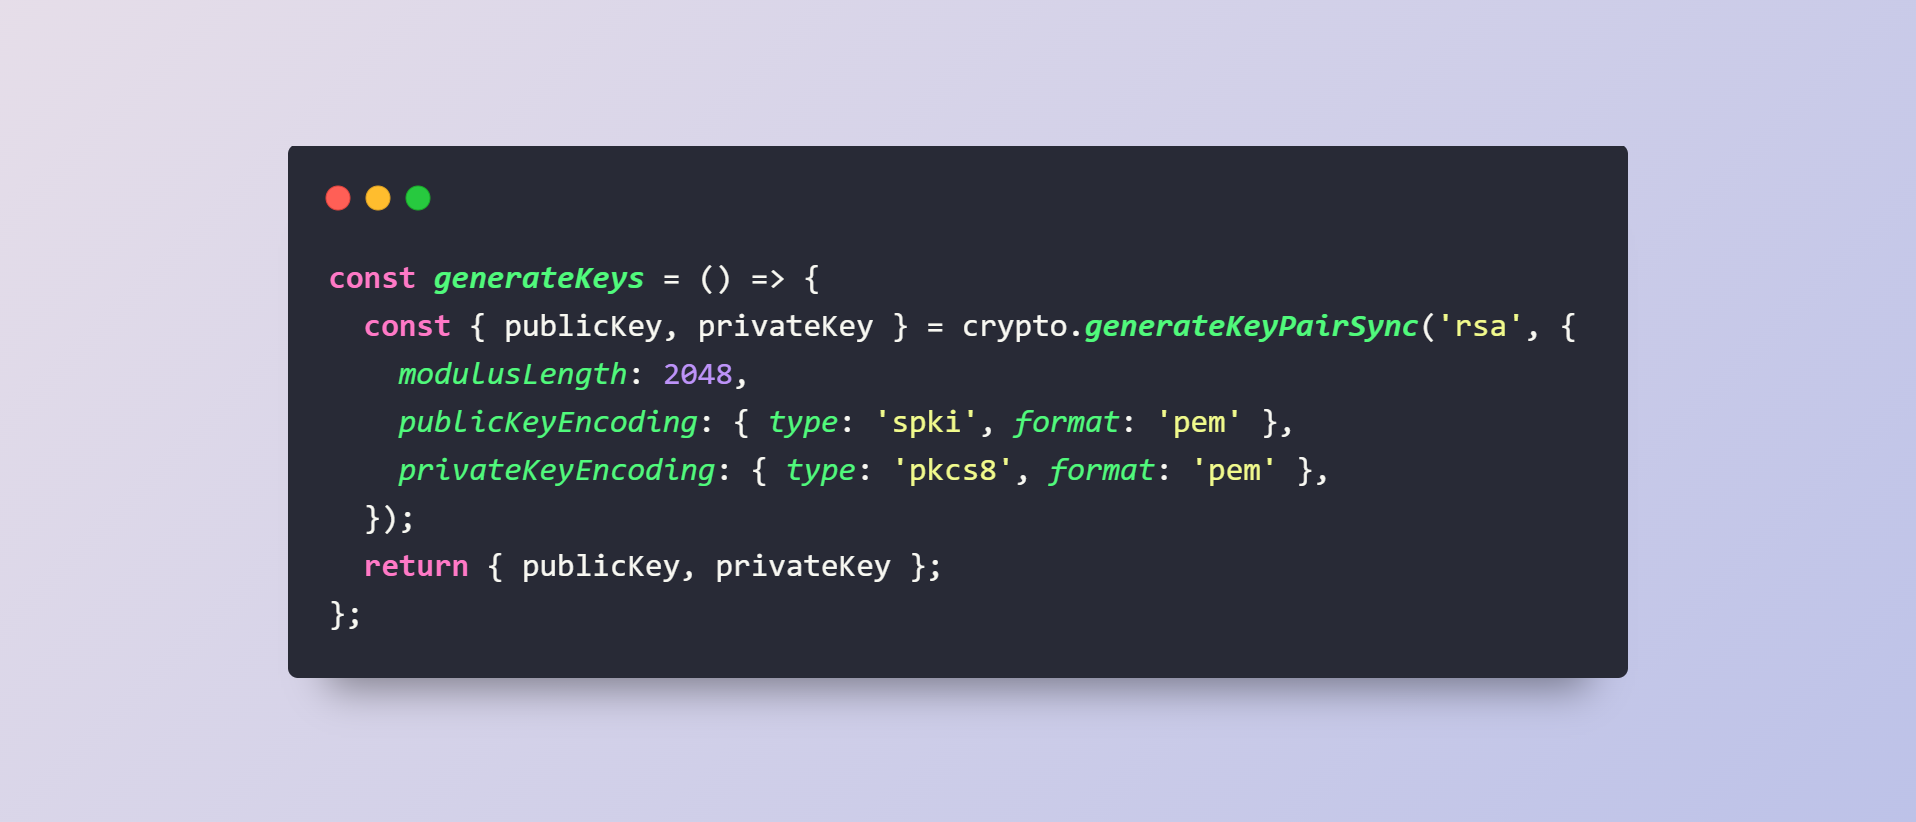 const generateKeys = () => {
  const { publicKey, privateKey } = crypto.generateKeyPairSync('rsa', {
    modulusLength: 2048,
    publicKeyEncoding: { type: 'spki', format: 'pem' },
    privateKeyEncoding: { type: 'pkcs8', format: 'pem' },
  });
  return { publicKey, privateKey };
};